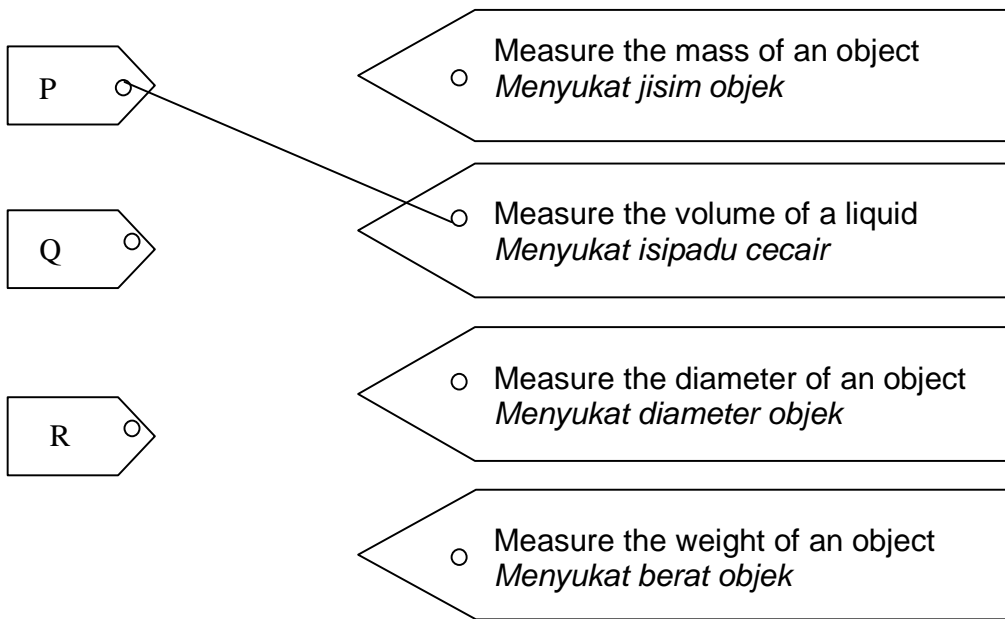 P
Measure the mass of an object
Menyukat jisim objek
Q
Measure the volume of a liquid
Menyukat isipadu cecair
R
Measure the diameter of an object
Menyukat diameter objek
Measure the weight of an object
Menyukat berat objek